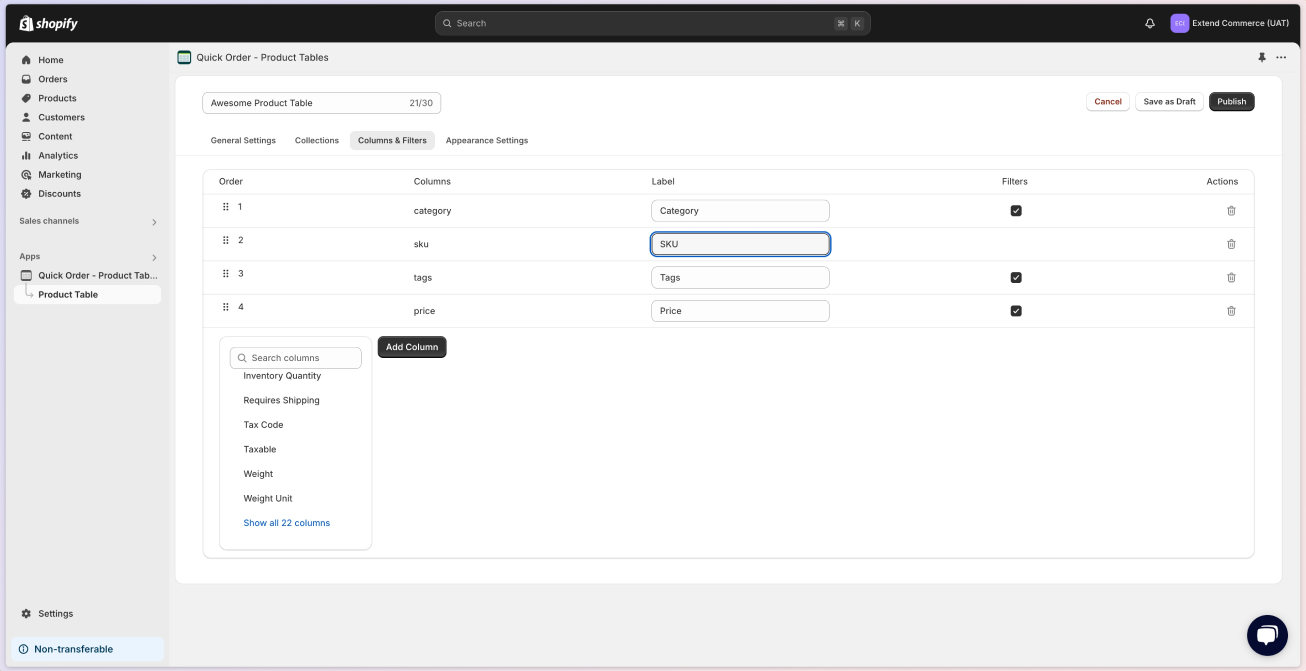 shopify
Search
⌘ K
ECI
Extend Commerce (UAT)
Home
Orders
Products
Customers
Content
Analytics
Marketing
Discounts
Sales channels
Apps
Quick Order - Product Tab...
Product Table
Settings
Non-transferable
Quick Order - Product Tables
Awesome Product Table 21/30
Cancel Save as Draft Publish
General Settings Collections Columns & Filters Appearance Settings
Order Columns Label Filters Actions
1 category Category
2 sku SKU
3 tags Tags
4 price Price
Search columns
Add Column
Inventory Quantity
Requires Shipping
Tax Code
Taxable
Weight
Weight Unit
Show all 22 columns